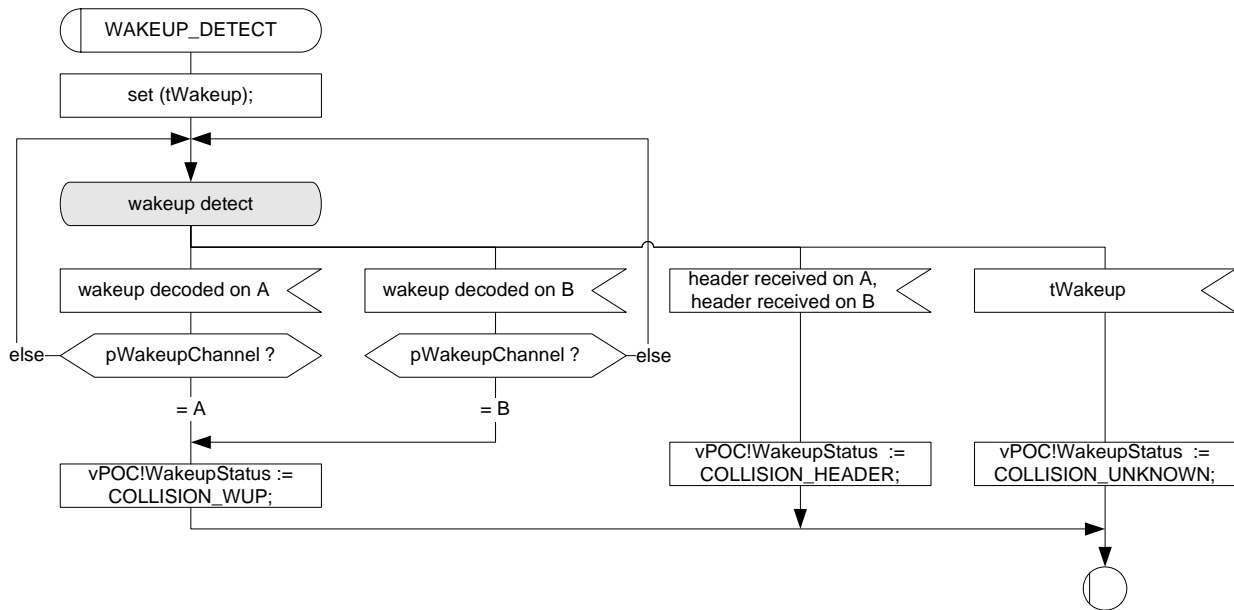 WAKEUP_DETECT
set (tWakeup);
wakeup detect
wakeup decoded on A
wakeup decoded on B
header received on A,
header received on B
tWakeup
else
pWakeupChannel ?
pWakeupChannel ?
else
= A
= B
vPOC!WakeupStatus :=
COLLISION_WUP;
vPOC!WakeupStatus :=
COLLISION_HEADER;
vPOC!WakeupStatus :=
COLLISION_UNKNOWN;